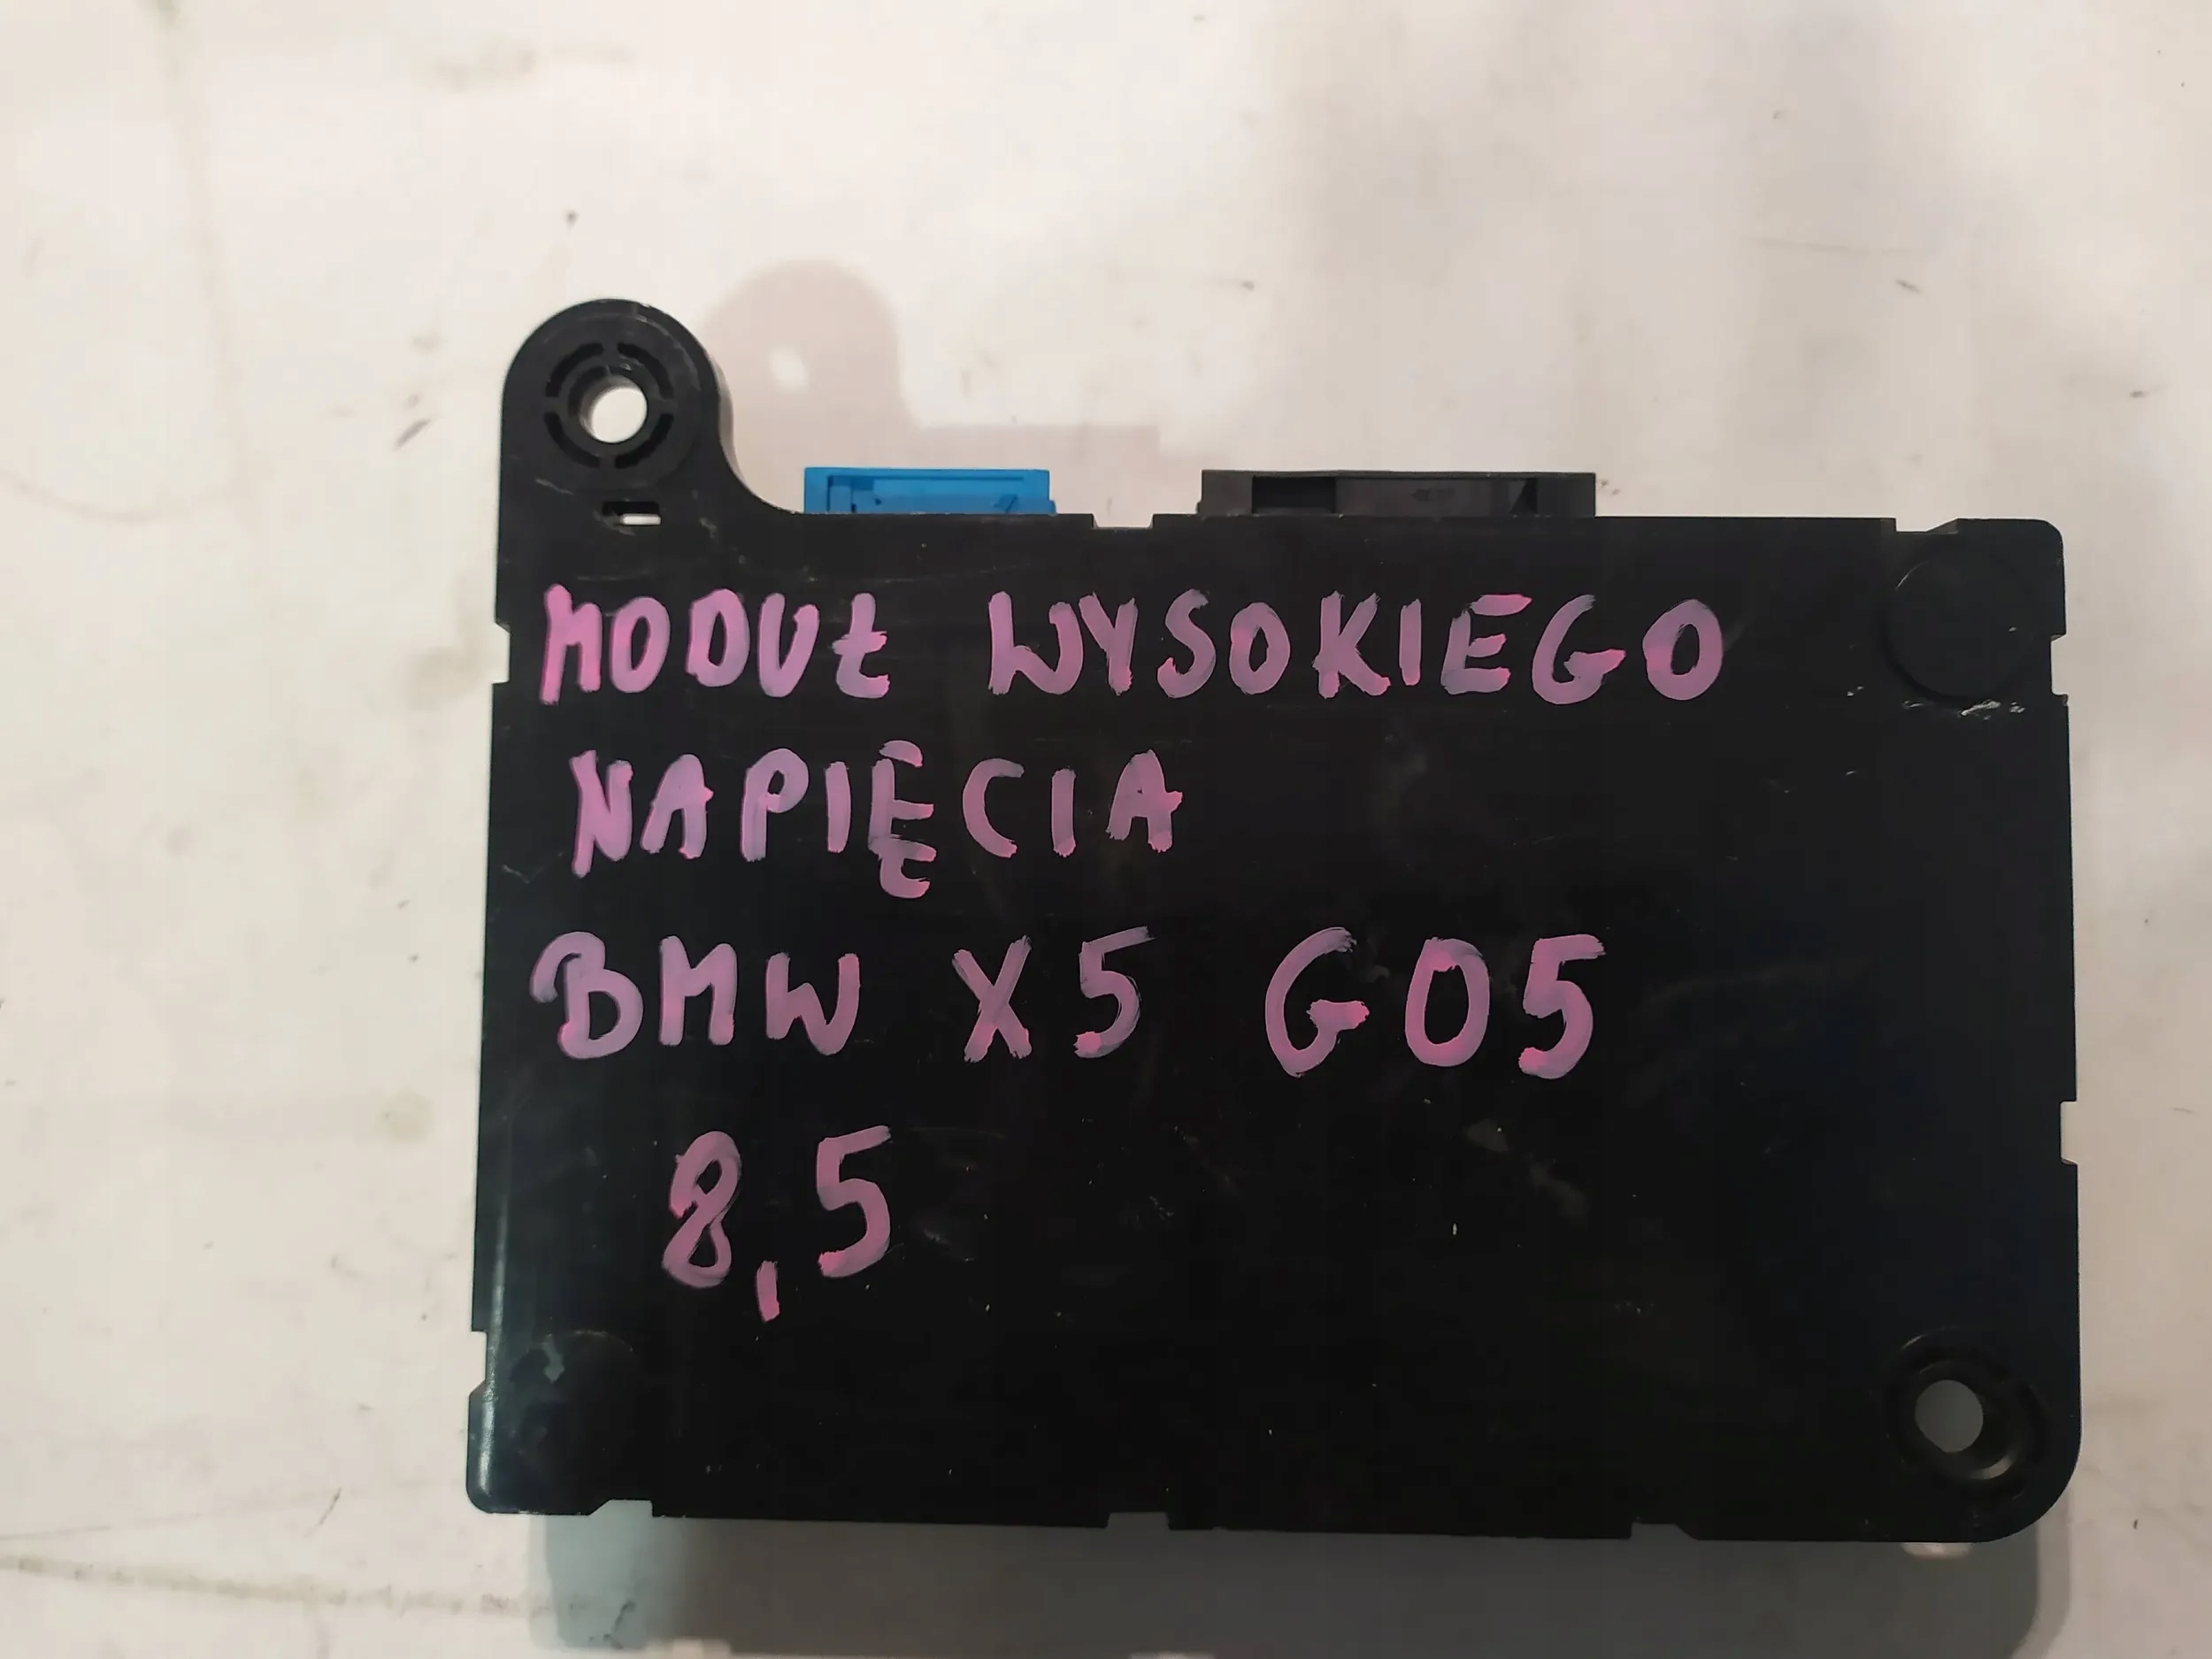 MODUŁ WYSOKIEGO
NAPIĘCIA
BMW X5 G05
8,5